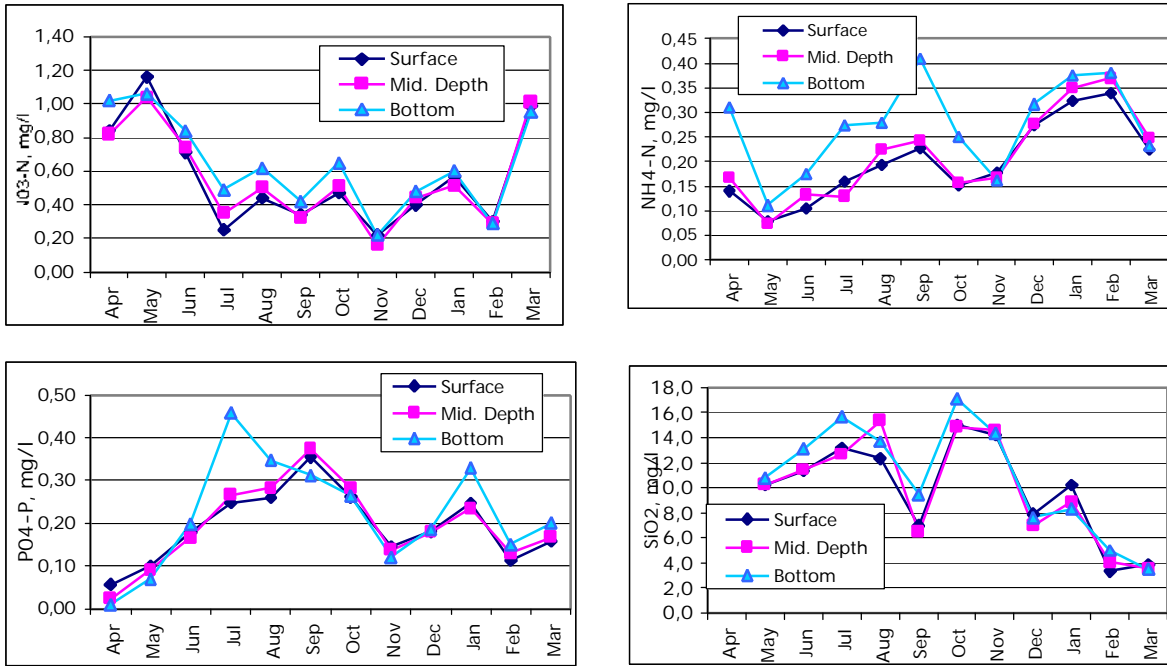 03-N, mg/l
1,40
1,20
1,00
0,80
0,60
0,40
0,20
0,00
Surface
Mid. Depth
Bottom
Apr
May
Jun
Jul
Aug
Sep
Oct
Nov
Dec
Jan
Feb
Mar
NH4-N, mg/l
0,45
0,40
0,35
0,30
0,25
0,20
0,15
0,10
0,05
0,00
Surface
Mid. Depth
Bottom
Apr
May
Jun
Jul
Aug
Sep
Oct
Nov
Dec
Jan
Feb
Mar
P04-P, mg/l
0,50
0,40
0,30
0,20
0,10
0,00
Surface
Mid. Depth
Bottom
Apr
May
Jun
Jul
Aug
Sep
Oct
Nov
Dec
Jan
Feb
Mar
SiO2, mg/l
18,0
16,0
14,0
12,0
10,0
8,0
6,0
4,0
2,0
0,0
Surface
Mid. Depth
Bottom
Apr
May
Jun
Jul
Aug
Sep
Oct
Nov
Dec
Jan
Feb
Mar